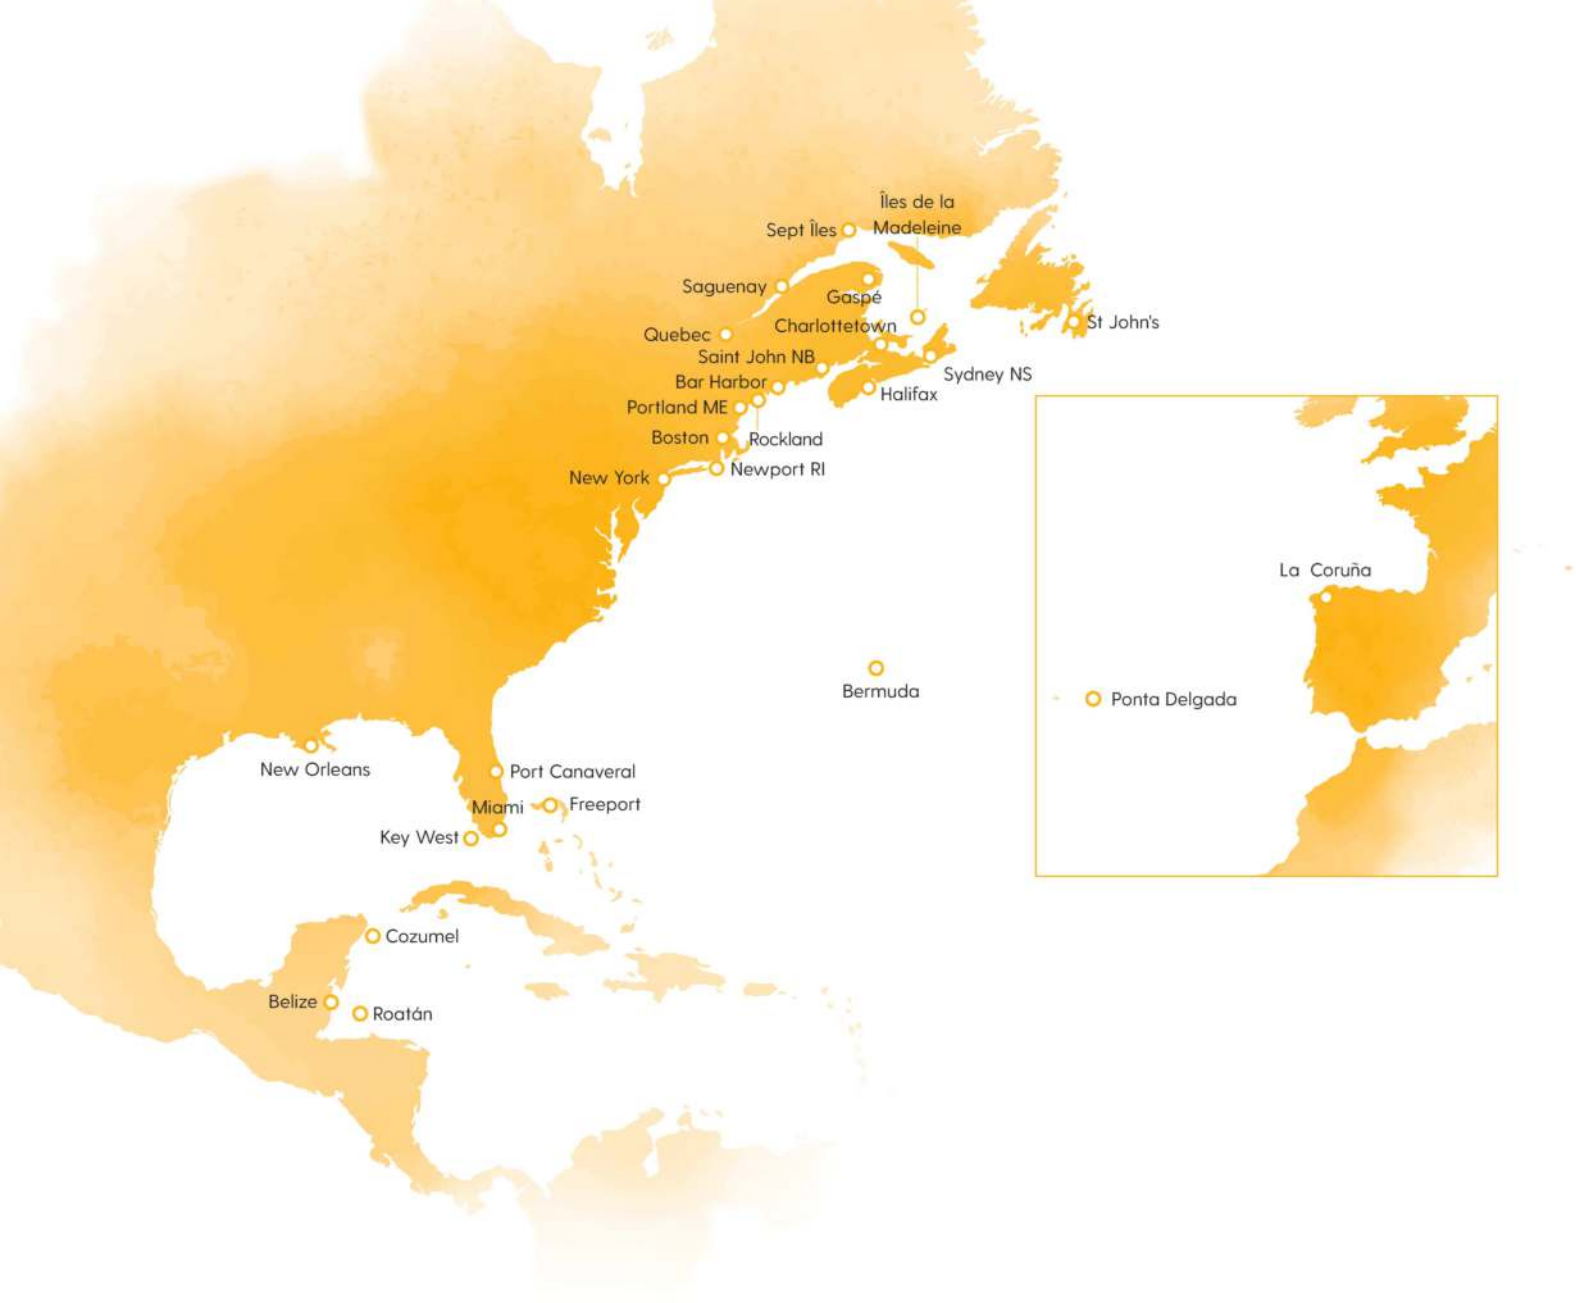 Îles de la
Madeleine
Sept Îles
Saguenay
Gaspé
Charlottetown
St John's
Quebec
Saint John NB
Sydney NS
Bar Harbor
Halifax
Portland ME
Boston
Rockland
Newport RI
New York
La Coruña
Bermuda
Ponta Delgada
New Orleans
Port Canaveral
Miami
Freeport
Key West
Cozumel
Belize
Roatán